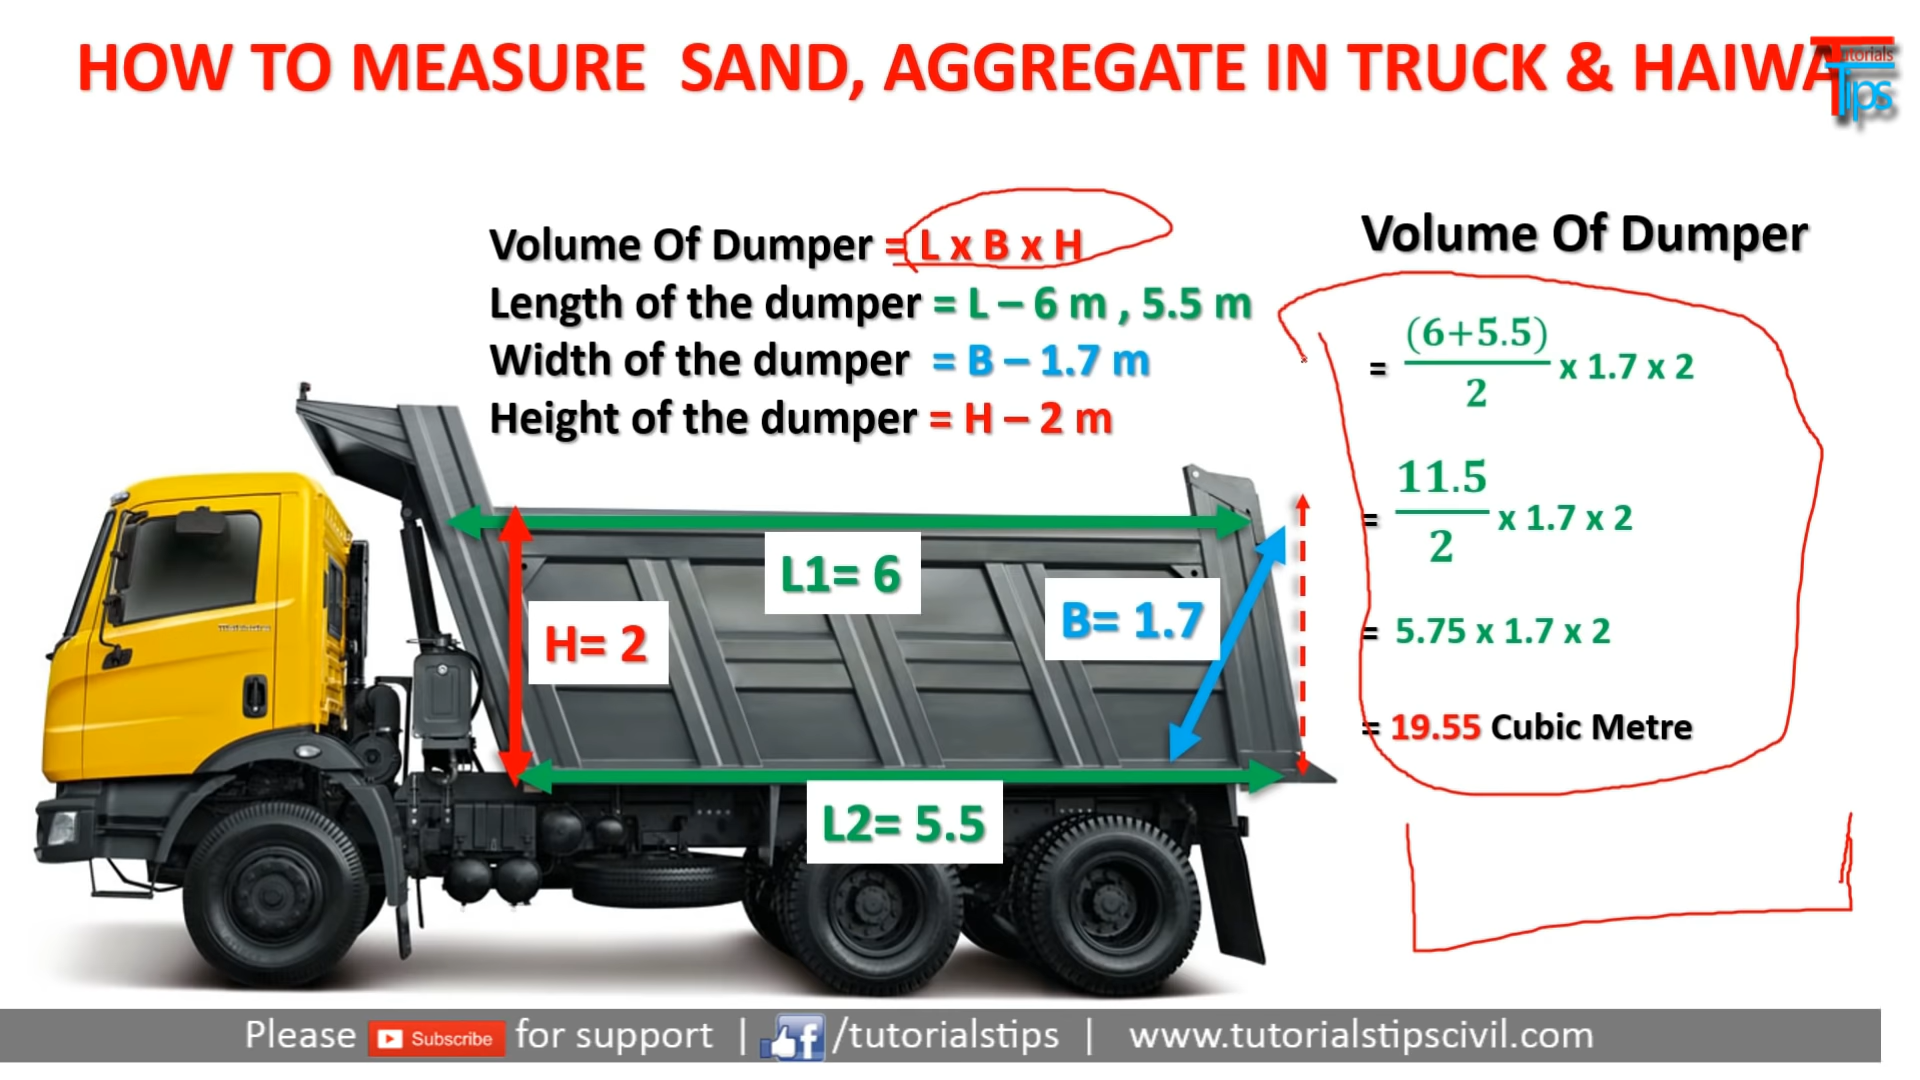 HOW TO MEASURE SAND, AGGREGATE IN TRUCK & HAIWA
Tutorials
Tips
Volume Of Dumper = L x B x H
Length of the dumper = L – 6 m , 5.5 m
Width of the dumper = B – 1.7 m
Height of the dumper = H – 2 m
Volume Of Dumper
= (6+5.5)/2 x 1.7 x 2
= 11.5/2 x 1.7 x 2
= 5.75 x 1.7 x 2
= 19.55 Cubic Metre
L1= 6
H= 2
B= 1.7
L2= 5.5
Please Subscribe for support | f /tutorialstips | www.tutorialstipscivil.com